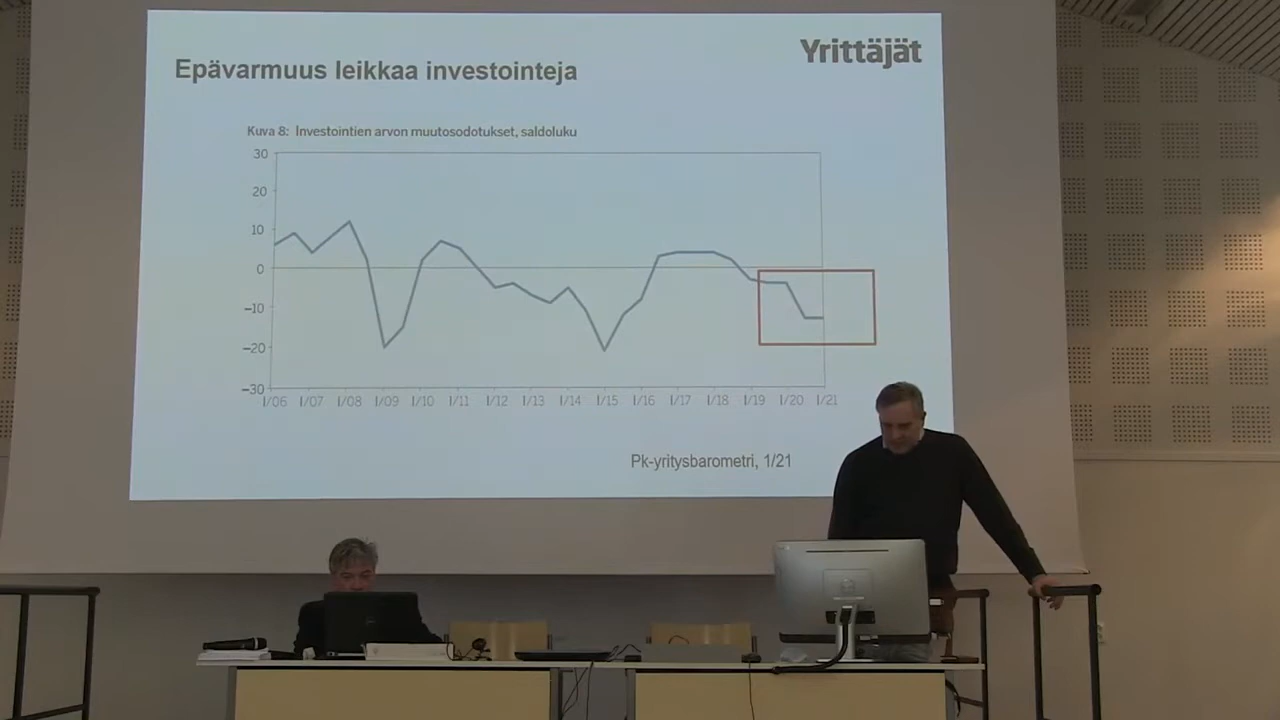 Yrittäjät
Epävarmuus leikkaa investointeja
Kuva 8: Investointien arvon muutosodotukset, saldoluku
30
20
10
0
−10
−20
−30
I/06 I/07 I/08 I/09 I/10 I/11 I/12 I/13 I/14 I/15 I/16 I/17 I/18 I/19 I/20 I/21
Pk-yritysbarometri, 1/21